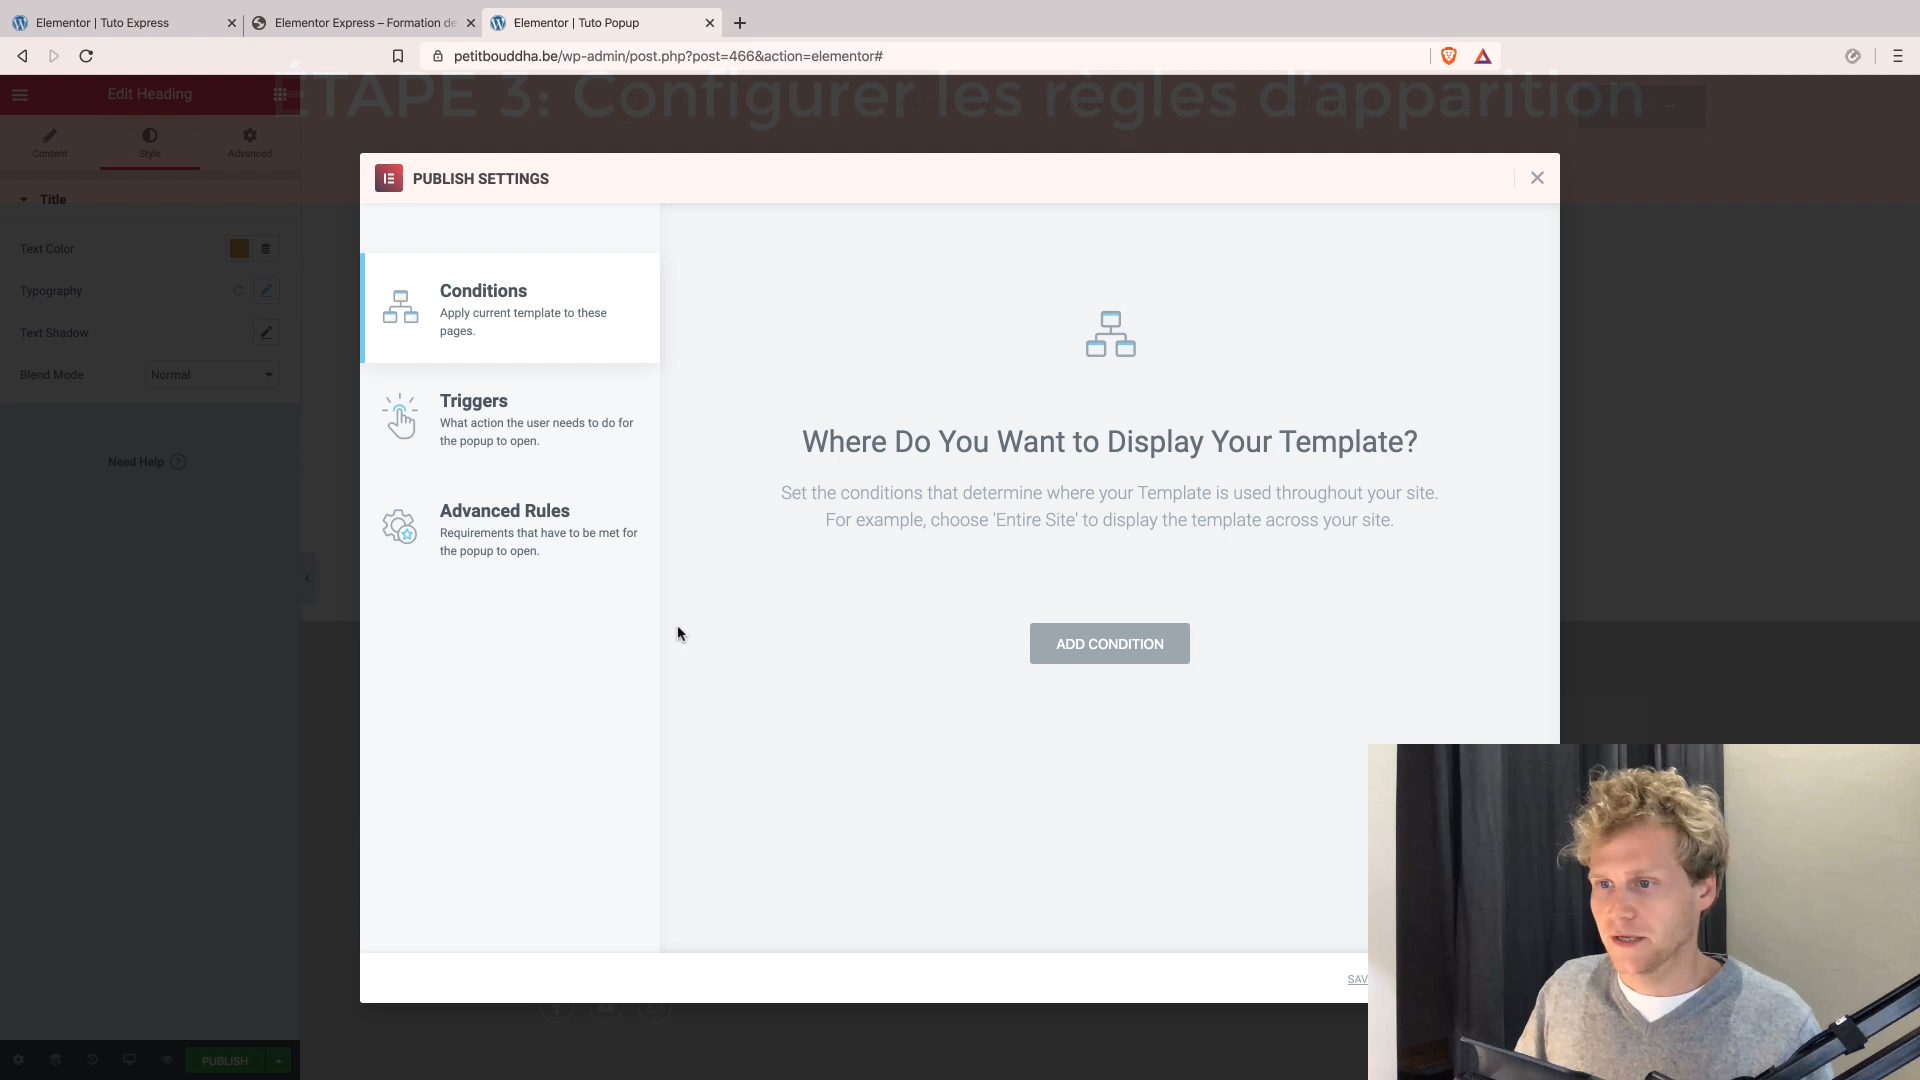 Elementor | Tuto Express
Elementor Express – Formation de
Elementor | Tuto Popup
petitbouddha.be/wp-admin/post.php?post=466&action=elementor#
ÉTAPE 3: Configurer les règles d'apparition
Edit Heading
Content
Style
Advanced
Title
Text Color
Typography
Text Shadow
Blend Mode
Normal
Need Help
PUBLISH
PUBLISH SETTINGS
Conditions
Apply current template to these
pages.
Triggers
What action the user needs to do for
the popup to open.
Advanced Rules
Requirements that have to be met for
the popup to open.
Where Do You Want to Display Your Template?
Set the conditions that determine where your Template is used throughout your site.
For example, choose 'Entire Site' to display the template across your site.
ADD CONDITION
SAV